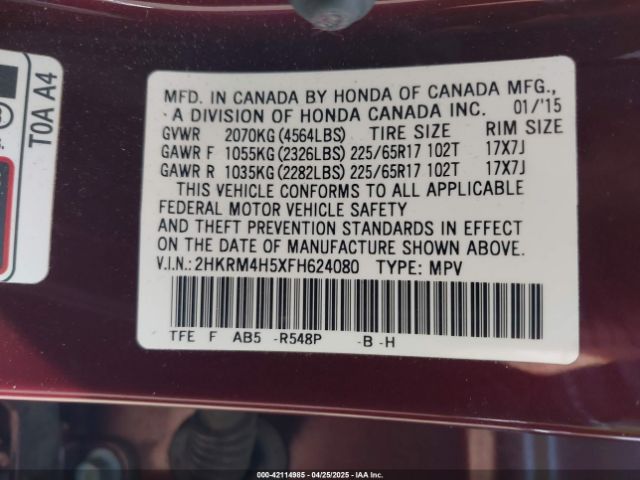 T0A A4
MFD. IN CANADA BY HONDA OF CANADA MFG.,
A DIVISION OF HONDA CANADA INC. 01/'15
GVWR 2070KG(4564LBS) TIRE SIZE RIM SIZE
GAWR F 1055KG(2326LBS) 225/65R17 102T 17X7J
GAWR R 1035KG(2282LBS) 225/65R17 102T 17X7J
THIS VEHICLE CONFORMS TO ALL APPLICABLE
FEDERAL MOTOR VEHICLE SAFETY
AND THEFT PREVENTION STANDARDS IN EFFECT
ON THE DATE OF MANUFACTURE SHOWN ABOVE.
V.I.N.: 2HKRM4H5XFH624080 TYPE: MPV
TFE F AB5 -R548P -B -H
000-42114985 - 04/25/2025 - IAA Inc.